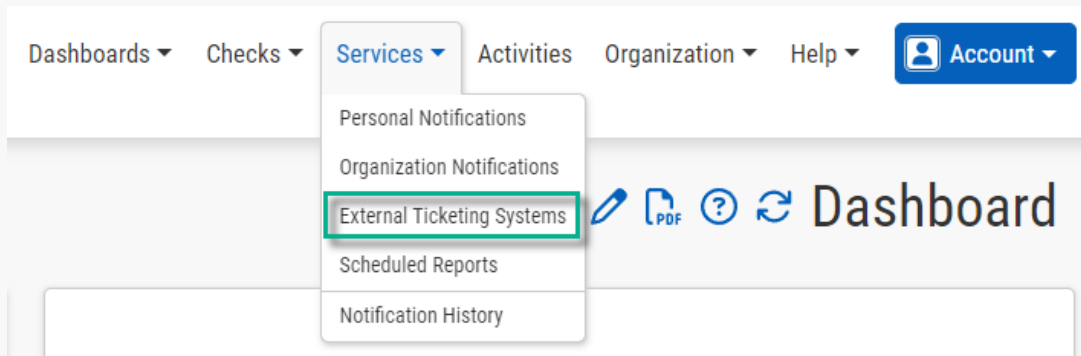 Dashboards Checks Services Activities Organization Help Account
Personal Notifications
Organization Notifications
External Ticketing Systems
PDF ? Dashboard
Scheduled Reports
Notification History